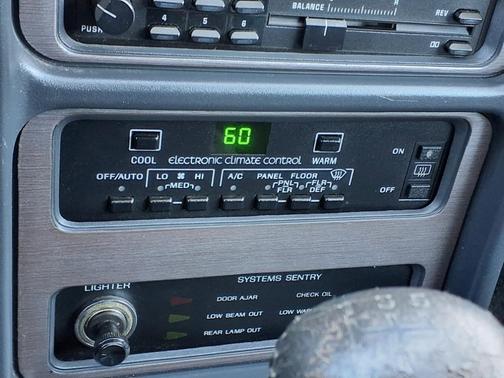 BALANCE L R
REV
PUSH
4 5 6
60
COOL electronic climate control WARM
ON
OFF/AUTO LO HI A/C PANEL FLOOR
MED PNL FLR
FLR DEF
OFF
SYSTEMS SENTRY
LIGHTER
DOOR AJAR CHECK OIL
LOW BEAM OUT
REAR LAMP OUT